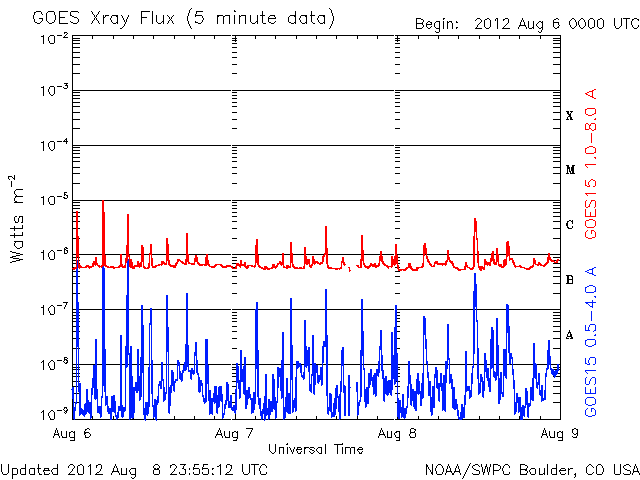 GOES Xray Flux (5 minute data)
Begin: 2012 Aug 6 0000 UTC
10⁻²
10⁻³
10⁻⁴
10⁻⁵
10⁻⁶
10⁻⁷
10⁻⁸
10⁻⁹
Watts m⁻²
X
M
C
B
A
GOES15 1.0-8.0 A
GOES15 0.5-4.0 A
Aug 6 Aug 7 Aug 8 Aug 9
Universal Time
Updated 2012 Aug 8 23:55:12 UTC
NOAA/SWPC Boulder, CO USA